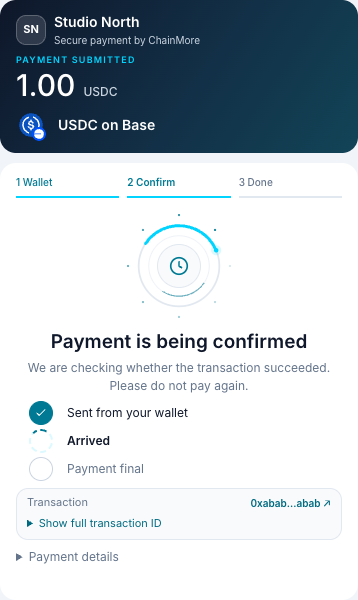 SN
Studio North
Secure payment by ChainMore
PAYMENT SUBMITTED
1.00 USDC
USDC on Base
1 Wallet
2 Confirm
3 Done
Payment is being confirmed
We are checking whether the transaction succeeded.
Please do not pay again.
Sent from your wallet
Arrived
Payment final
Transaction
0xabab...abab ↗
Show full transaction ID
Payment details